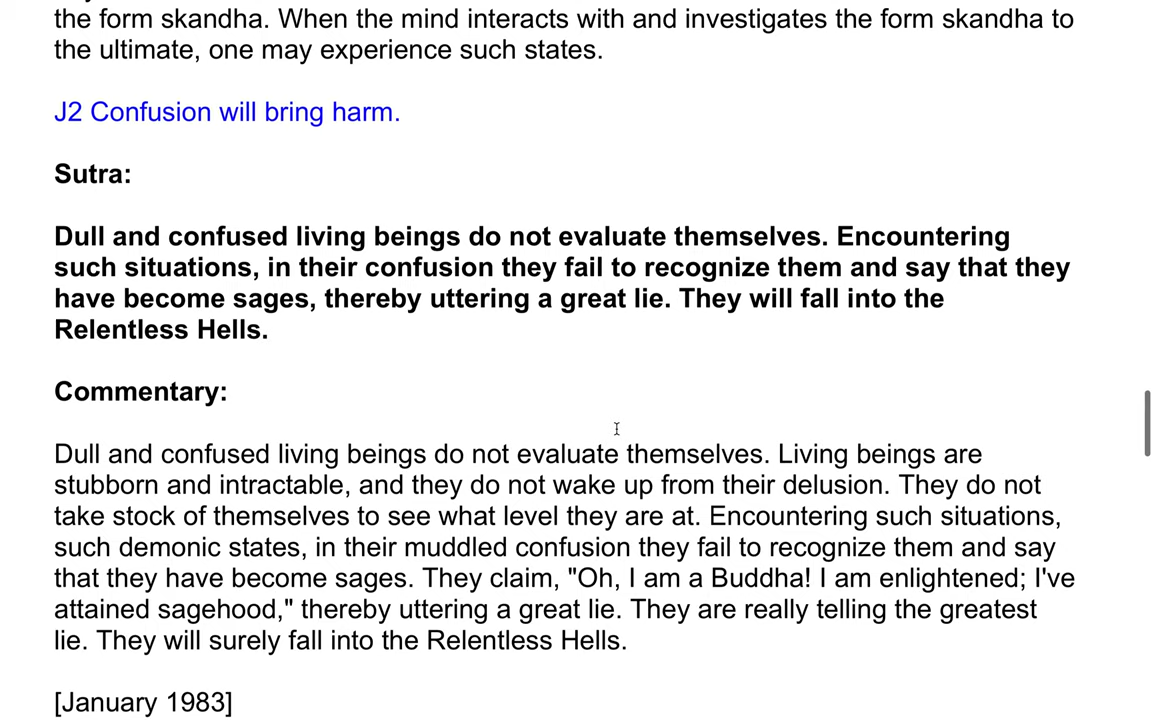 the form skandha. When the mind interacts with and investigates the form skandha to
the ultimate, one may experience such states.
J2 Confusion will bring harm.
Sutra:
Dull and confused living beings do not evaluate themselves. Encountering
such situations, in their confusion they fail to recognize them and say that they
have become sages, thereby uttering a great lie. They will fall into the
Relentless Hells.
Commentary:
Dull and confused living beings do not evaluate themselves. Living beings are
stubborn and intractable, and they do not wake up from their delusion. They do not
take stock of themselves to see what level they are at. Encountering such situations,
such demonic states, in their muddled confusion they fail to recognize them and say
that they have become sages. They claim, "Oh, I am a Buddha! I am enlightened; I've
attained sagehood," thereby uttering a great lie. They are really telling the greatest
lie. They will surely fall into the Relentless Hells.
[January 1983]